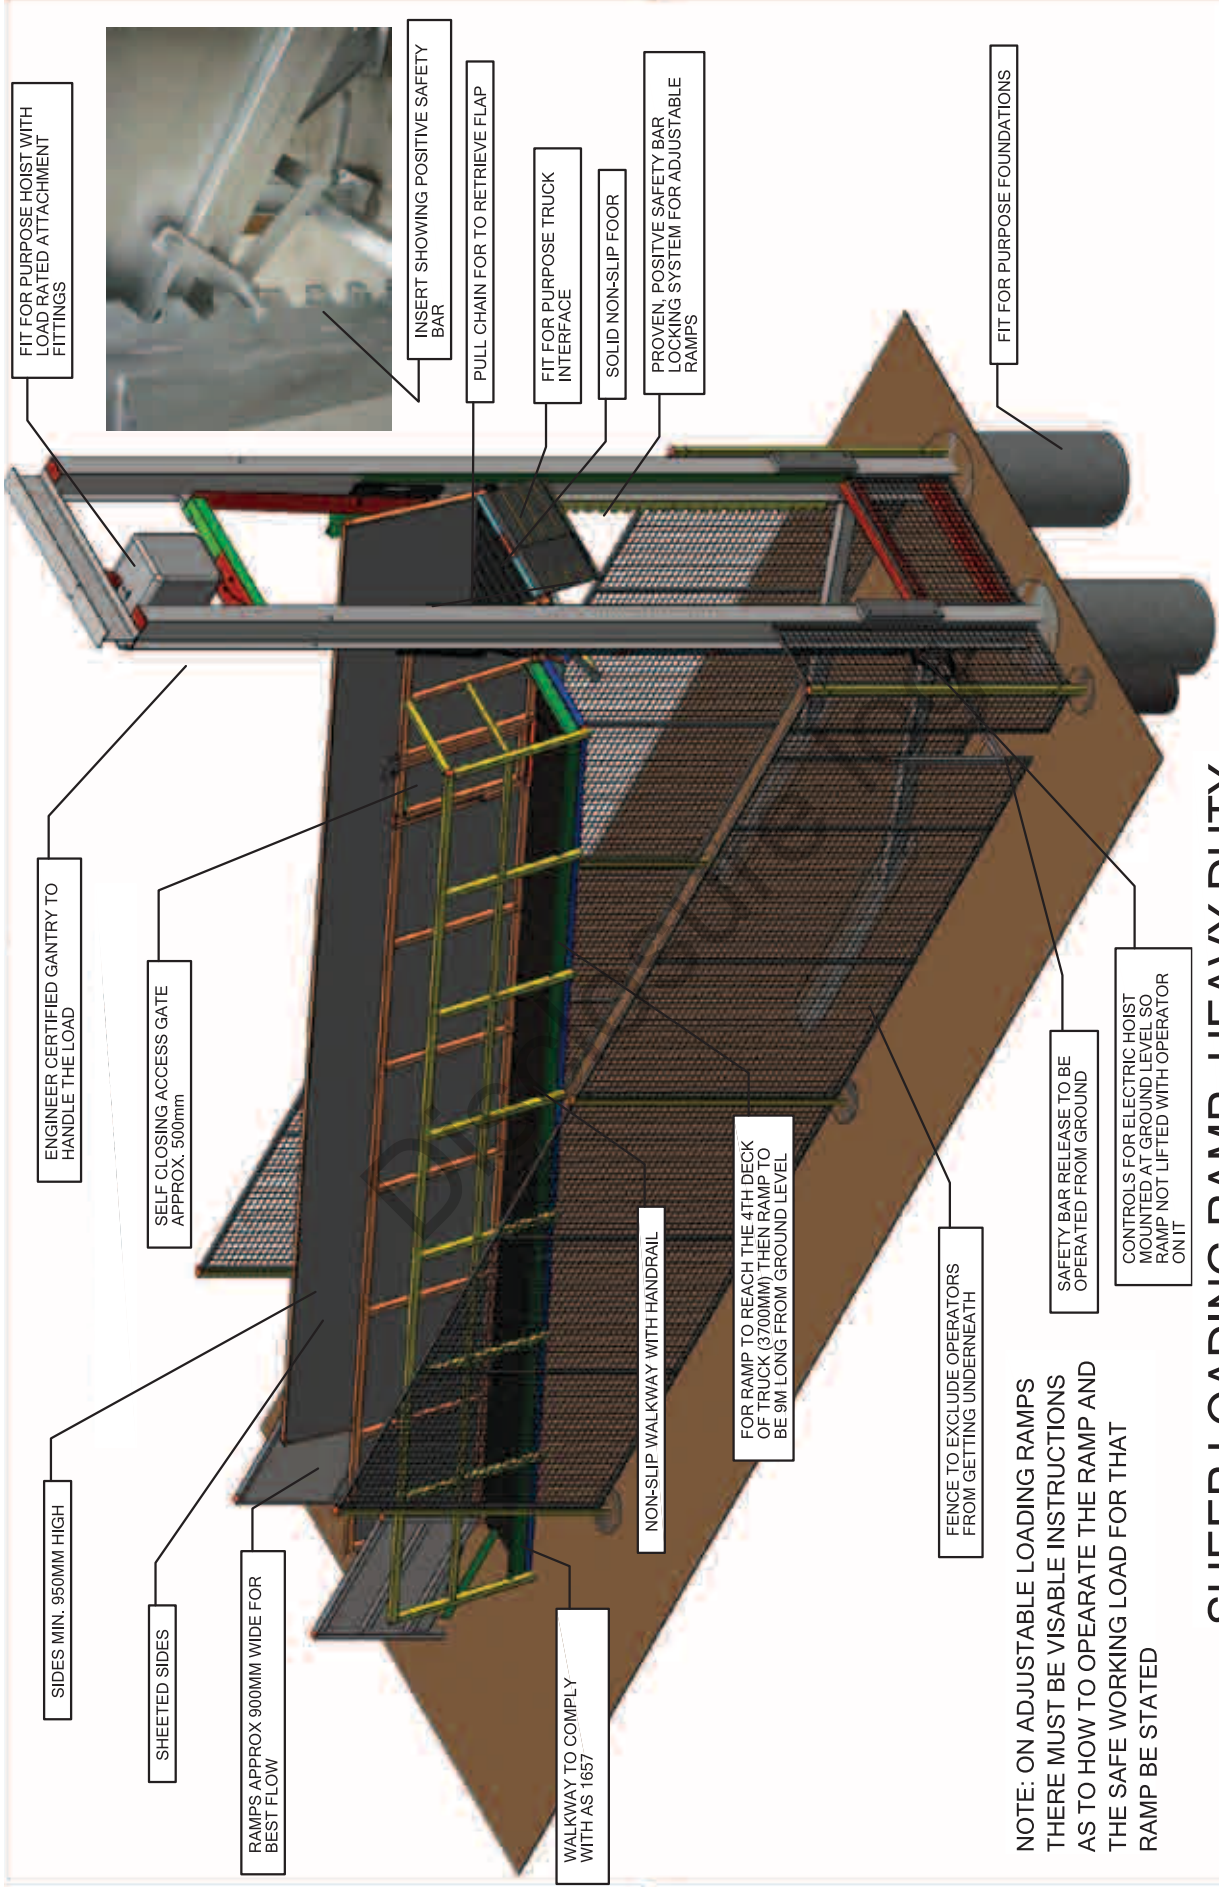 FIT FOR PURPOSE HOIST WITH
LOAD RATED ATTACHMENT
FITTINGS
INSERT SHOWING POSITIVE SAFETY
BAR
PULL CHAIN FOR TO RETRIEVE FLAP
FIT FOR PURPOSE TRUCK
INTERFACE
SOLID NON-SLIP FOOR
PROVEN, POSITVE SAFETY BAR
LOCKING SYSTEM FOR ADJUSTABLE
RAMPS
FIT FOR PURPOSE FOUNDATIONS
ENGINEER CERTIFIED GANTRY TO
HANDLE THE LOAD
SELF CLOSING ACCESS GATE
APPROX. 500mm
SIDES MIN. 950MM HIGH
SHEETED SIDES
RAMPS APPROX 900MM WIDE FOR
BEST FLOW
WALKWAY TO COMPLY
WITH AS 1657
NON-SLIP WALKWAY WITH HANDRAIL
FOR RAMP TO REACH THE 4TH DECK
OF TRUCK (3700MM) THEN RAMP TO
BE 9M LONG FROM GROUND LEVEL
FENCE TO EXCLUDE OPERATORS
FROM GETTING UNDERNEATH
SAFETY BAR RELEASE TO BE
OPERATED FROM GROUND
CONTROLS FOR ELECTRIC HOIST
MOUNTED AT GROUND LEVEL SO
RAMP NOT LIFTED WITH OPERATOR
ON IT
NOTE: ON ADJUSTABLE LOADING RAMPS
THERE MUST BE VISABLE INSTRUCTIONS
AS TO HOW TO OPEARATE THE RAMP AND
THE SAFE WORKING LOAD FOR THAT
RAMP BE STATED
SHEEP LOADING RAMP HEAVY DUTY